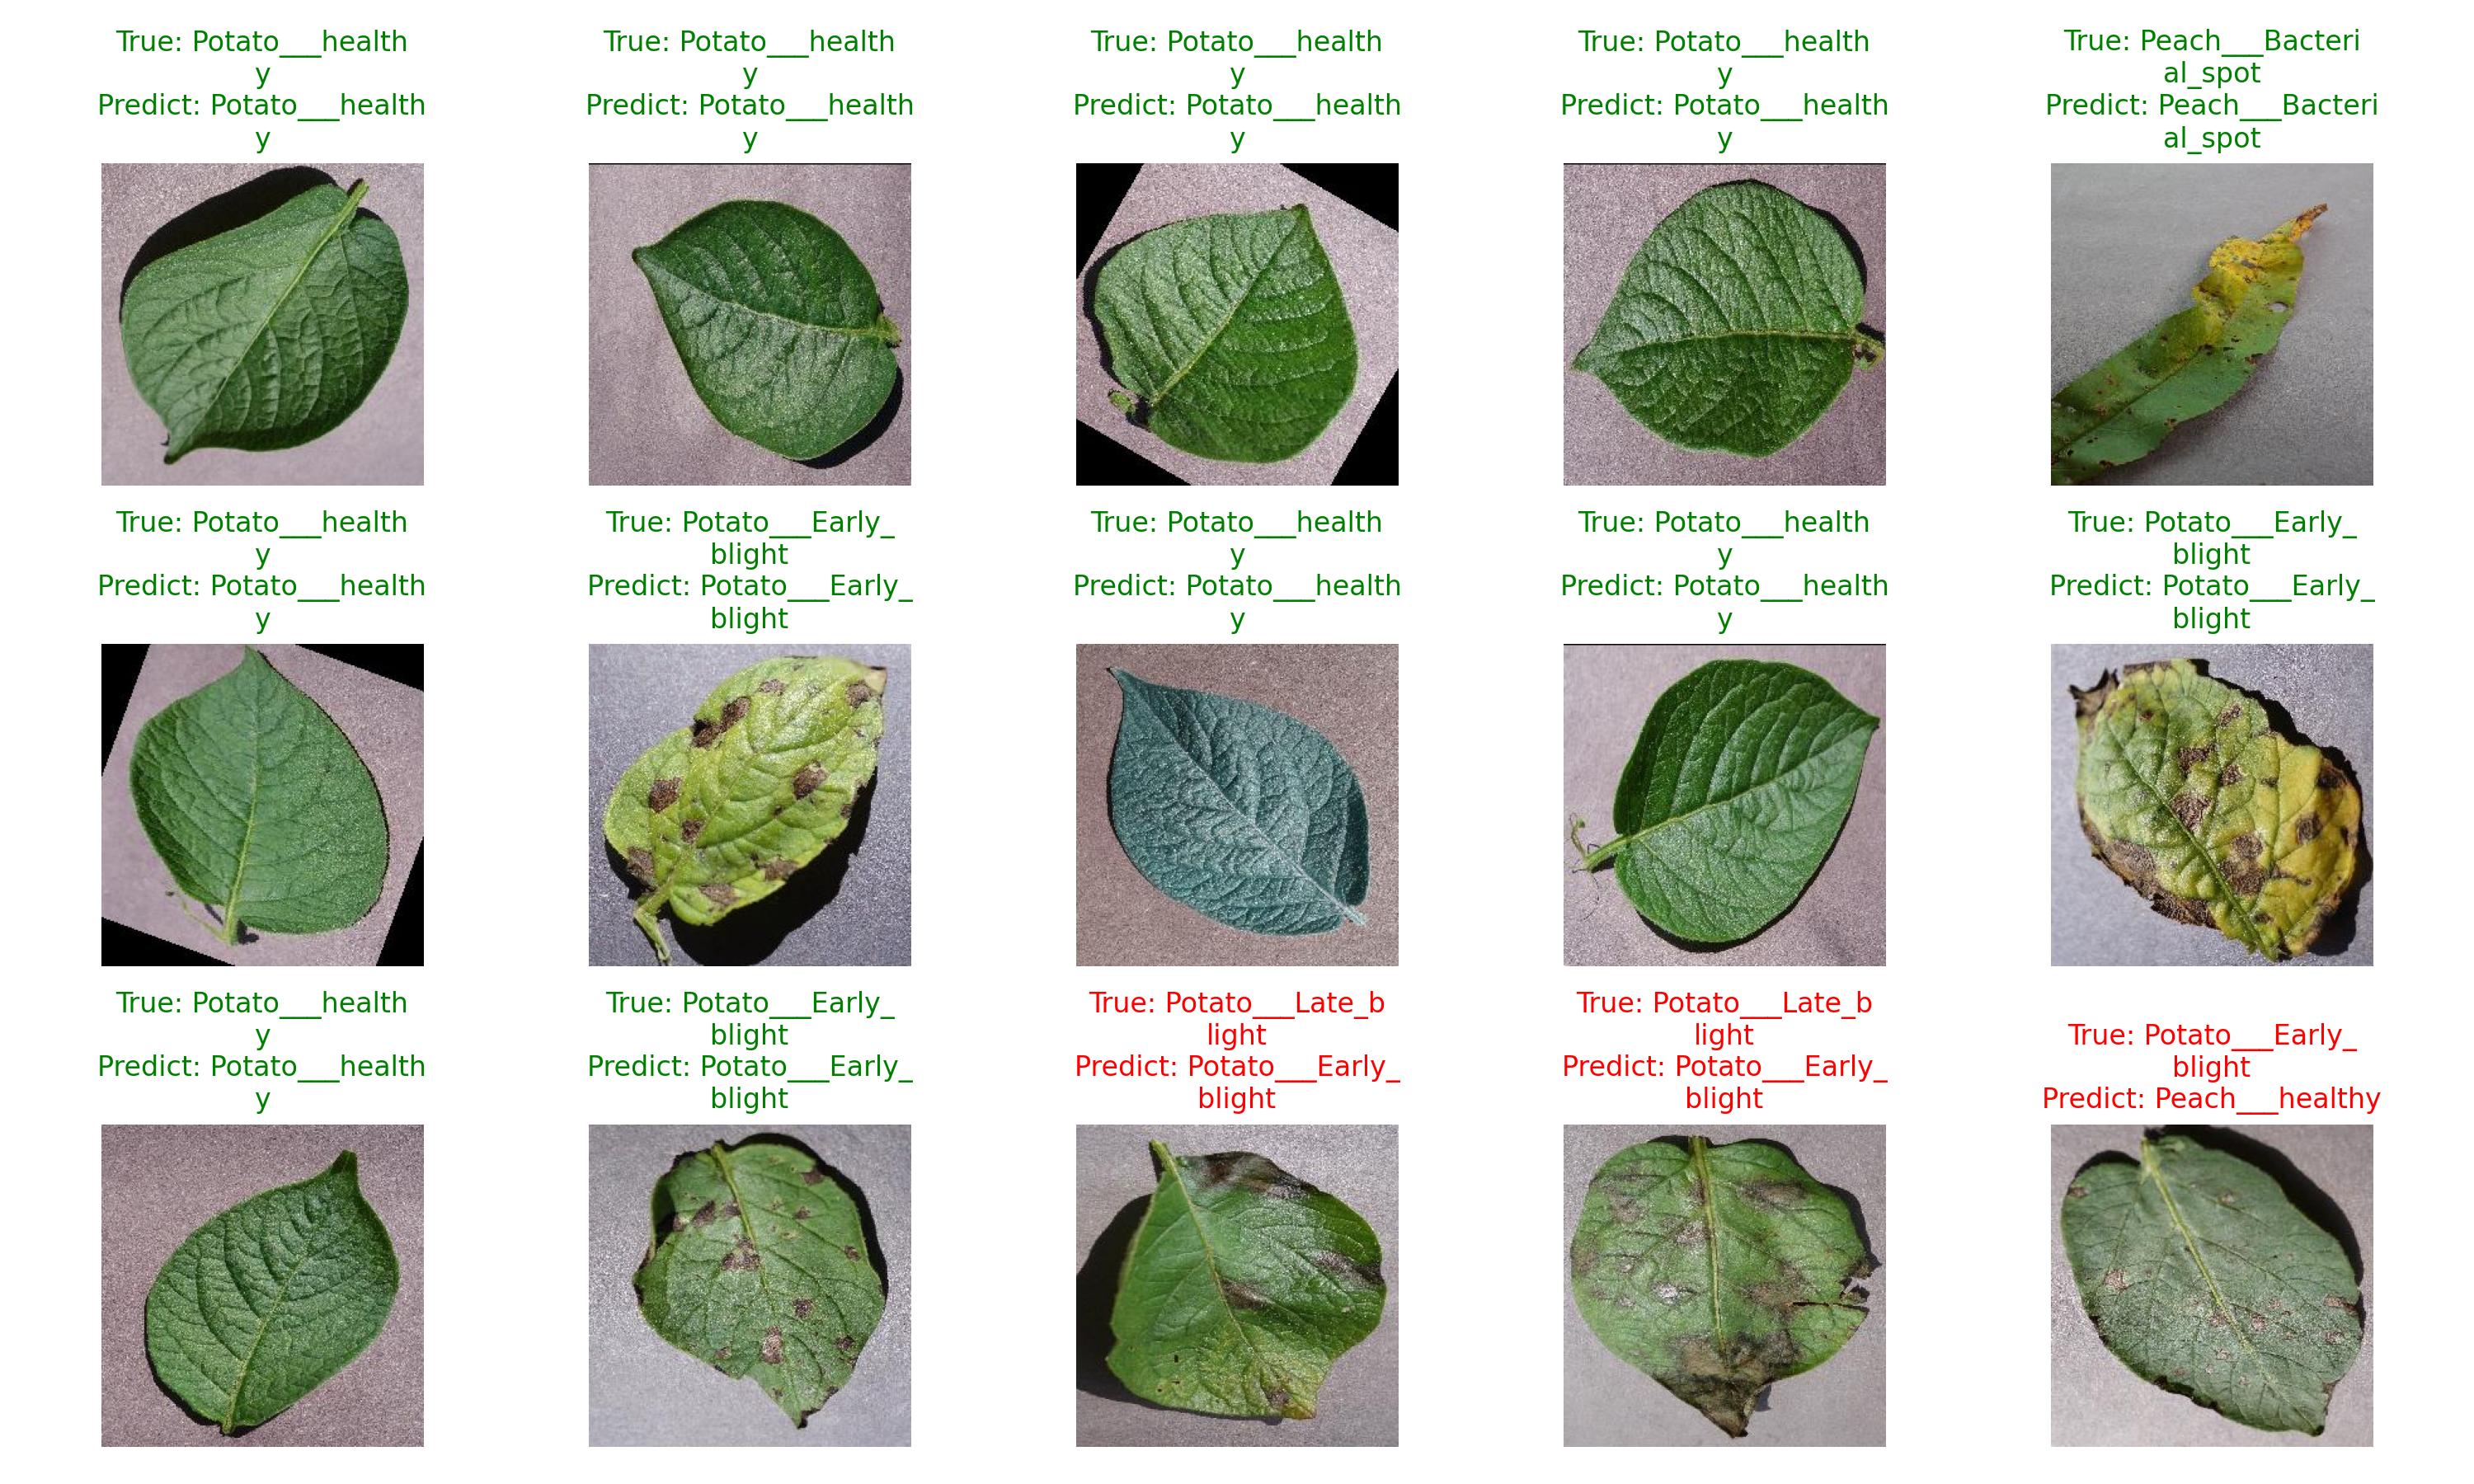 True: Potato___health
y
Predict: Potato___health
y
True: Potato___health
y
Predict: Potato___health
y
True: Potato___health
y
Predict: Potato___health
y
True: Potato___health
y
Predict: Potato___health
y
True: Peach___Bacteri
al_spot
Predict: Peach___Bacteri
al_spot
True: Potato___health
y
Predict: Potato___health
y
True: Potato___Early_
blight
Predict: Potato___Early_
blight
True: Potato___health
y
Predict: Potato___health
y
True: Potato___health
y
Predict: Potato___health
y
True: Potato___Early_
blight
Predict: Potato___Early_
blight
True: Potato___health
y
Predict: Potato___health
y
True: Potato___Early_
blight
Predict: Potato___Early_
blight
True: Potato___Late_b
light
Predict: Potato___Early_
blight
True: Potato___Late_b
light
Predict: Potato___Early_
blight
True: Potato___Early_
blight
Predict: Peach___healthy